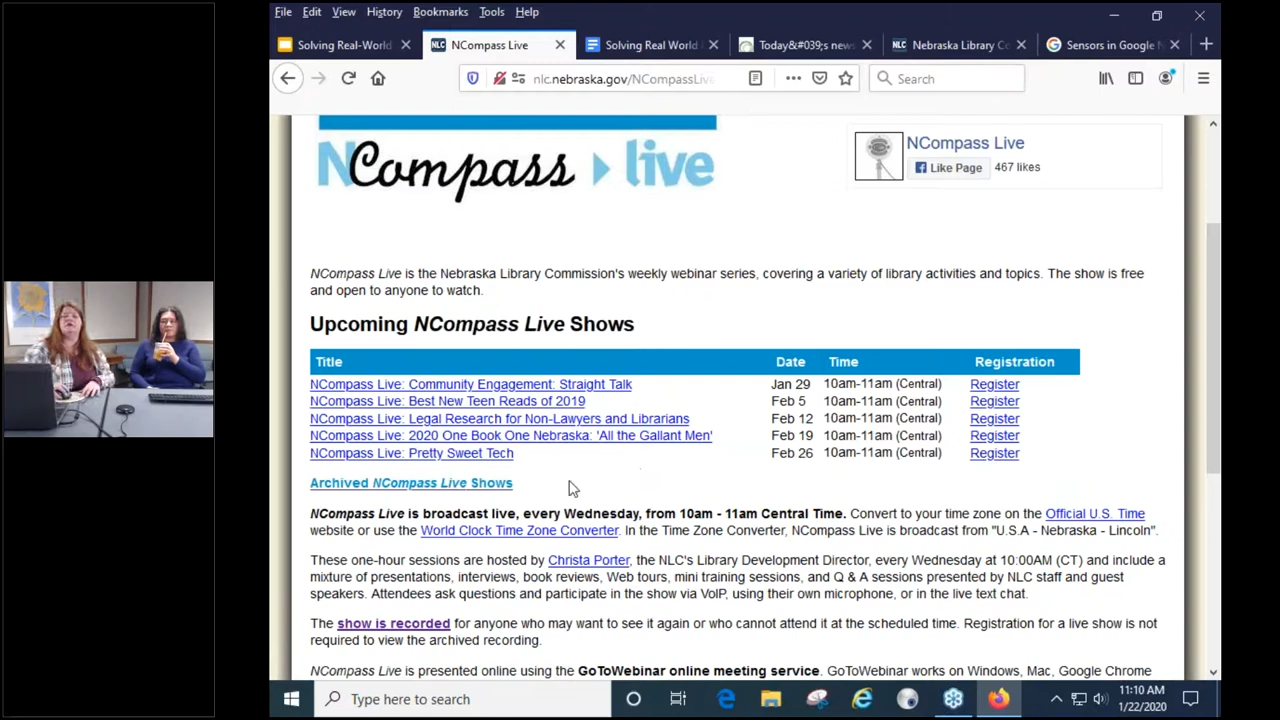 File Edit View History Bookmarks Tools Help
Solving Real-World
NCompass Live
Solving Real World
Today&#039;s news
NLC Nebraska Library Co
Sensors in Google
nlc.nebraska.gov/NCompassLive
Search
NCompass live
NCompass Live
Like Page 467 likes
NCompass Live is the Nebraska Library Commission's weekly webinar series, covering a variety of library activities and topics. The show is free
and open to anyone to watch.
Upcoming NCompass Live Shows
Title Date Time Registration
NCompass Live: Community Engagement: Straight Talk Jan 29 10am-11am (Central) Register
NCompass Live: Best New Teen Reads of 2019 Feb 5 10am-11am (Central) Register
NCompass Live: Legal Research for Non-Lawyers and Librarians Feb 12 10am-11am (Central) Register
NCompass Live: 2020 One Book One Nebraska: 'All the Gallant Men' Feb 19 10am-11am (Central) Register
NCompass Live: Pretty Sweet Tech Feb 26 10am-11am (Central) Register
Archived NCompass Live Shows
NCompass Live is broadcast live, every Wednesday, from 10am - 11am Central Time. Convert to your time zone on the Official U.S. Time
website or use the World Clock Time Zone Converter. In the Time Zone Converter, NCompass Live is broadcast from "U.S.A - Nebraska - Lincoln".
These one-hour sessions are hosted by Christa Porter, the NLC's Library Development Director, every Wednesday at 10:00AM (CT) and include a
mixture of presentations, interviews, book reviews, Web tours, mini training sessions, and Q & A sessions presented by NLC staff and guest
speakers. Attendees ask questions and participate in the show via VoIP, using their own microphone, or in the live text chat.
The show is recorded for anyone who may want to see it again or who cannot attend it at the scheduled time. Registration for a live show is not
required to view the archived recording.
NCompass Live is presented online using the GoToWebinar online meeting service. GoToWebinar works on Windows, Mac, Google Chrome
Type here to search
11:10 AM
1/22/2020